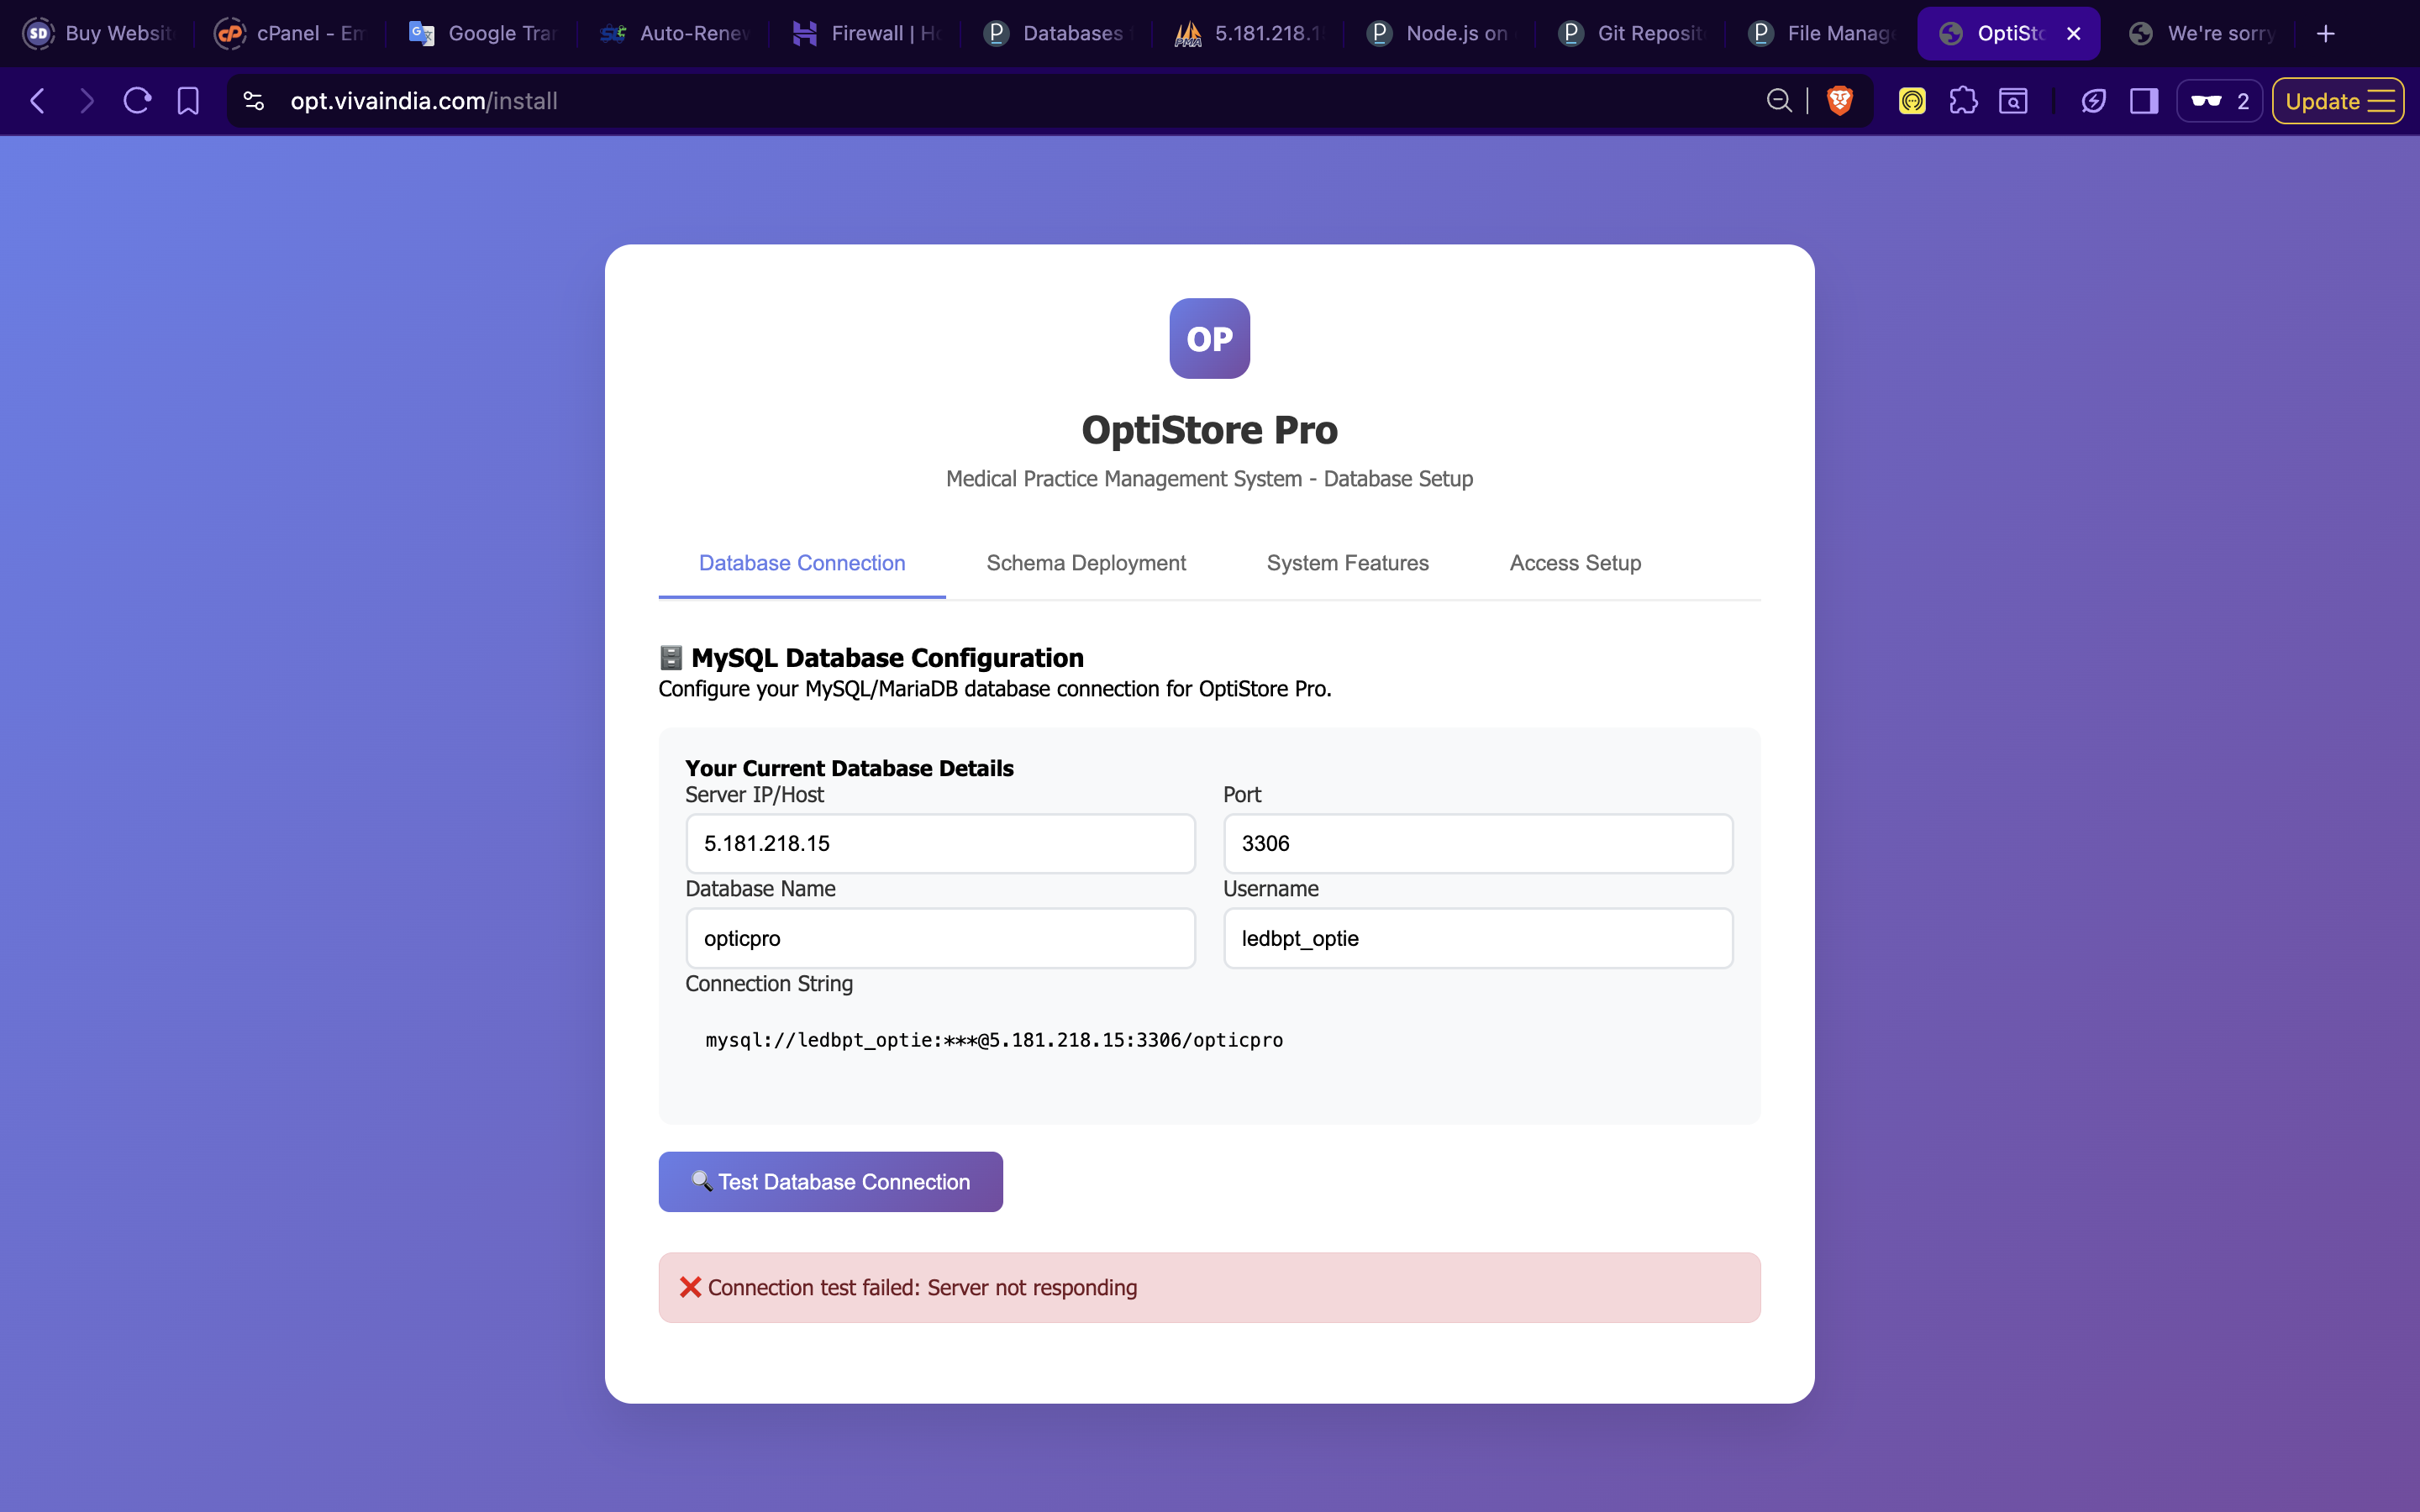 SD Buy Websit
cP cPanel - Em
Google Tran
Auto-Renew
Firewall | Ho
P Databases
PMA 5.181.218.1
P Node.js on
P Git Reposit
P File Manag
OptiSto
We're sorry
opt.vivaindia.com/install
2
Update
OP
OptiStore Pro
Medical Practice Management System - Database Setup
Database Connection Schema Deployment System Features Access Setup
MySQL Database Configuration
Configure your MySQL/MariaDB database connection for OptiStore Pro.
Your Current Database Details
Server IP/Host Port
5.181.218.15 3306
Database Name Username
opticpro ledbpt_optie
Connection String
mysql://ledbpt_optie:***@5.181.218.15:3306/opticpro
Test Database Connection
Connection test failed: Server not responding